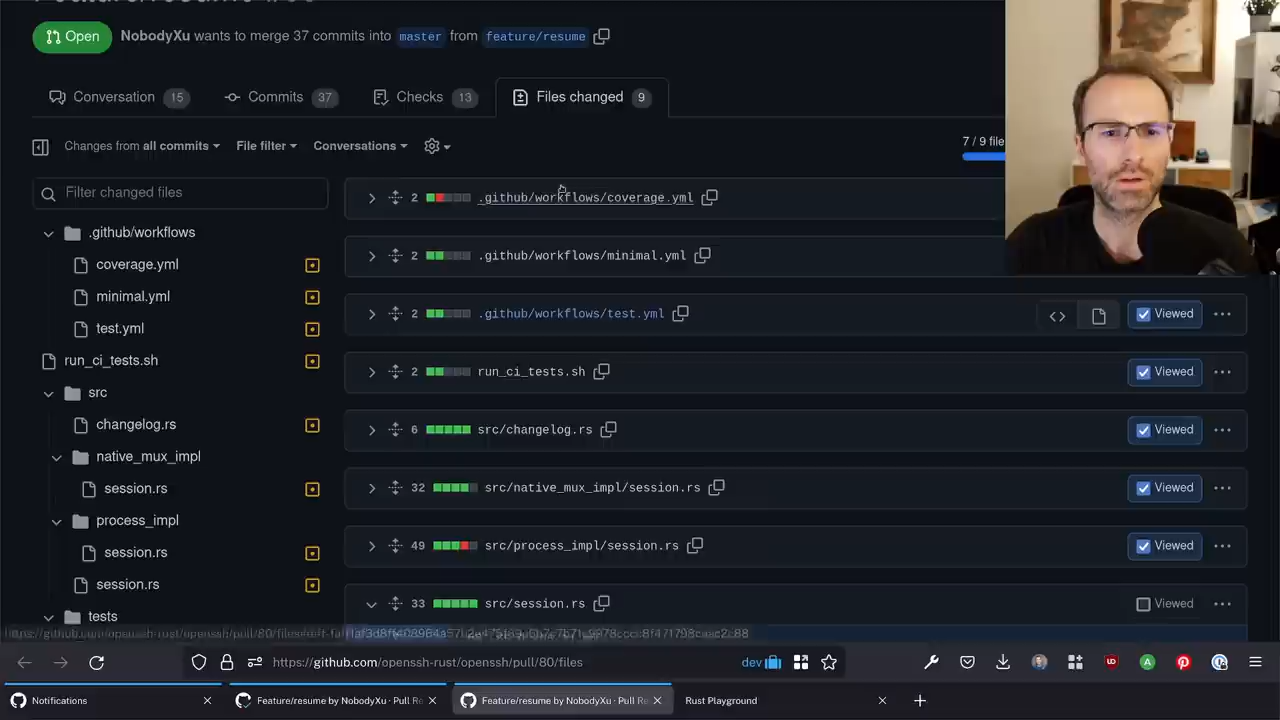 Open NobodyXu wants to merge 37 commits into master from feature/resume
Conversation 15 Commits 37 Checks 13 Files changed 9
Changes from all commits File filter Conversations 7 / 9 file
Filter changed files
2 .github/workflows/coverage.yml
.github/workflows
2 .github/workflows/minimal.yml
coverage.yml
minimal.yml
2 .github/workflows/test.yml Viewed
test.yml
run_ci_tests.sh
2 run_ci_tests.sh Viewed
src
changelog.rs
6 src/changelog.rs Viewed
native_mux_impl
session.rs
32 src/native_mux_impl/session.rs Viewed
process_impl
session.rs
49 src/process_impl/session.rs Viewed
session.rs
33 src/session.rs Viewed
tests
https://github.com/openssh-rust/openssh/pull/80/files dev
Notifications Feature/resume by NobodyXu · Pull Re Feature/resume by NobodyXu · Pull Re Rust Playground